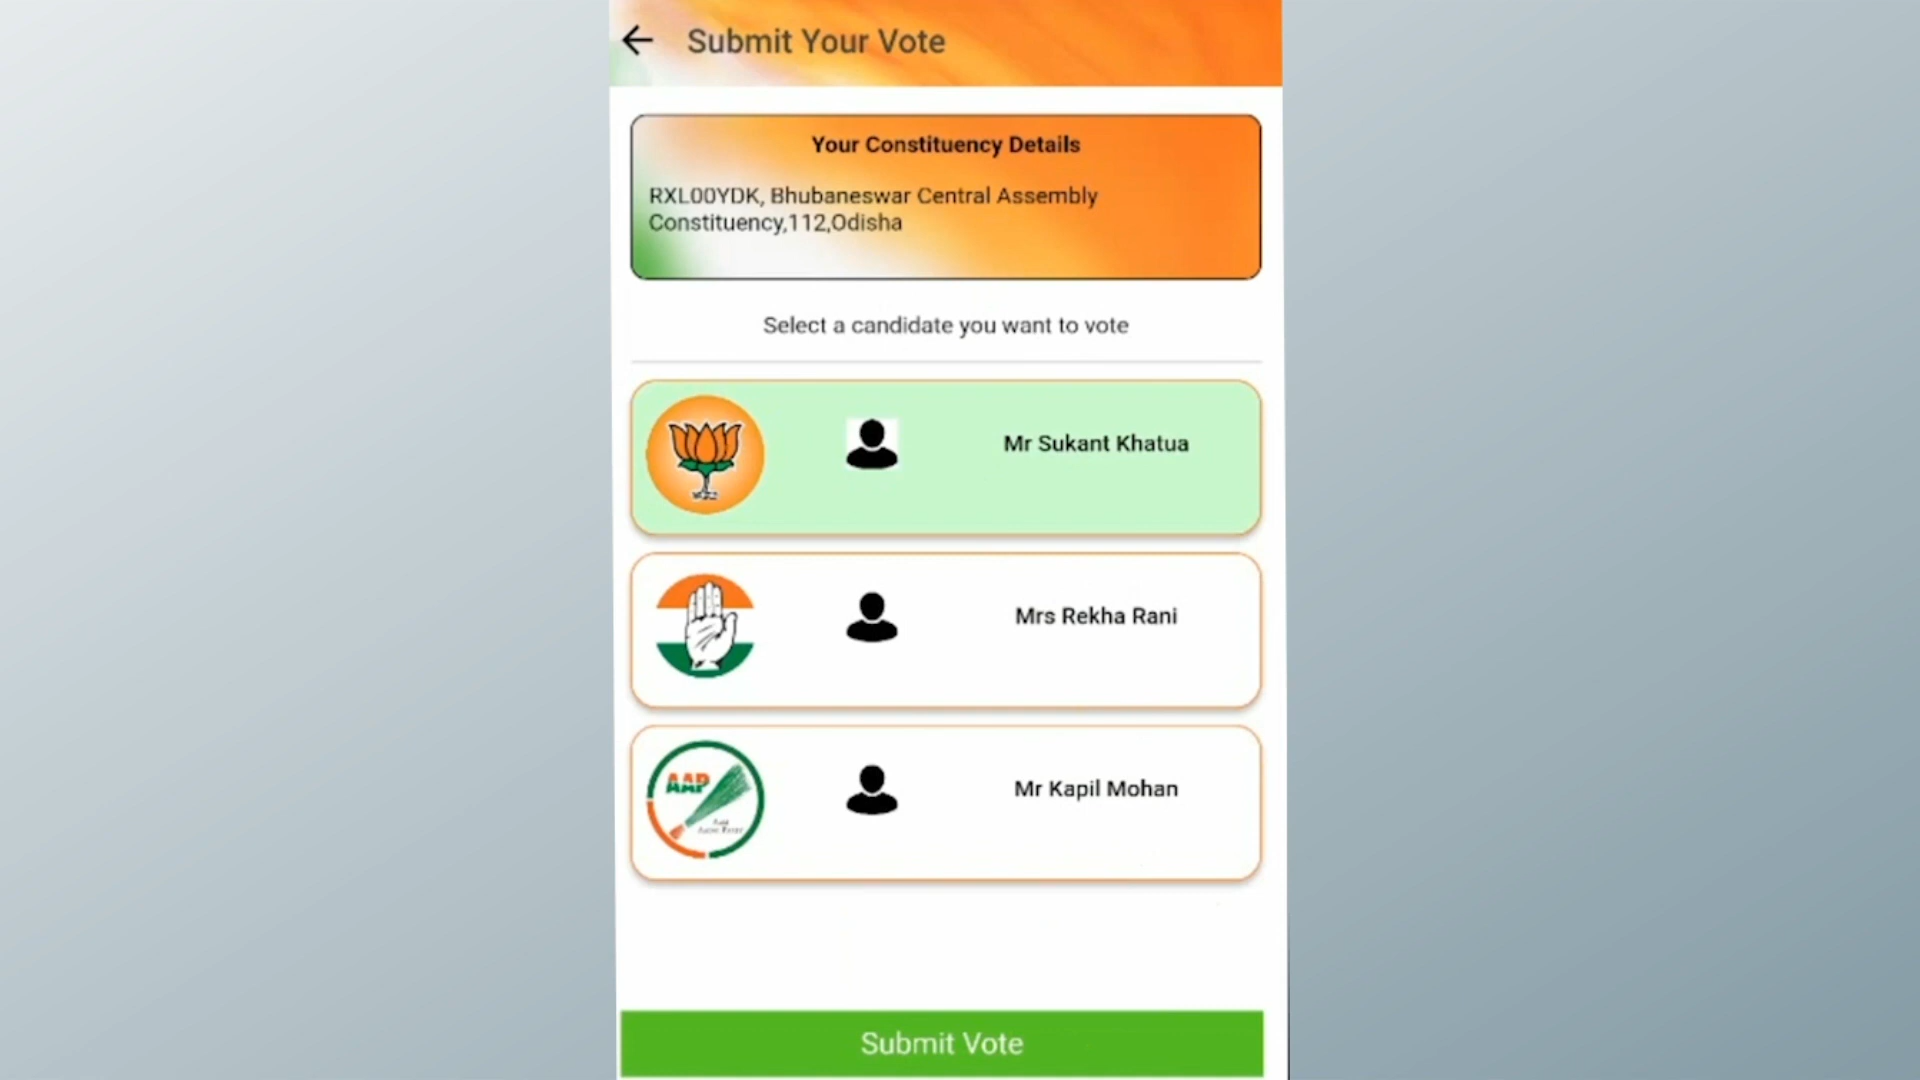 Submit Your Vote
Your Constituency Details
RXL00YDK, Bhubaneswar Central Assembly
Constituency,112,Odisha
Select a candidate you want to vote
Mr Sukant Khatua
Mrs Rekha Rani
AAP
Mr Kapil Mohan
Submit Vote